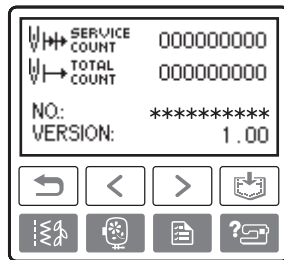 SERVICE
COUNT 000000000
TOTAL
COUNT 000000000
NO.: **********
VERSION: 1.00
?